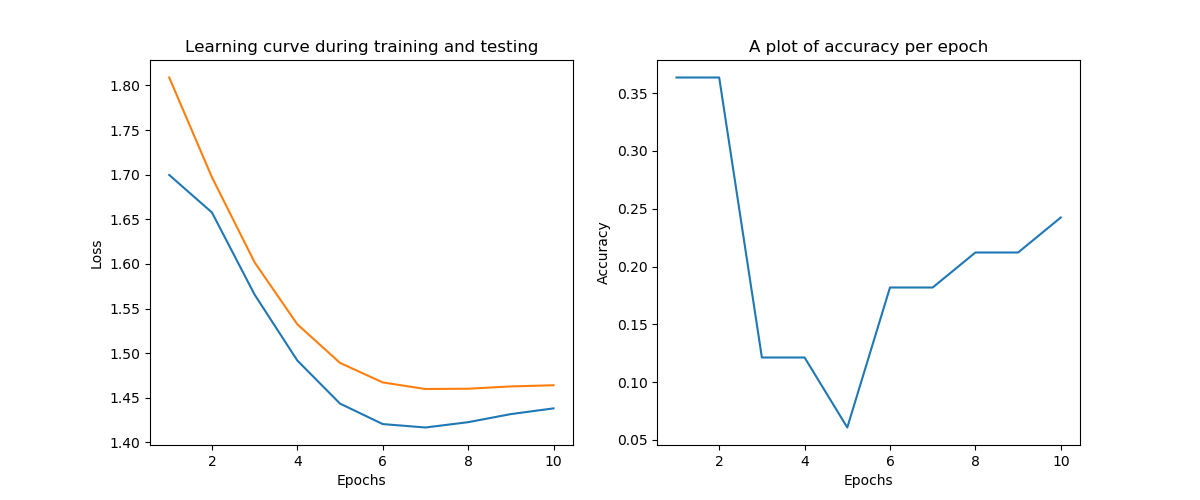 Learning curve during training and testing
1.80
1.75
1.70
1.65
1.60
1.55
1.50
1.45
1.40
Loss
2 4 6 8 10
Epochs
A plot of accuracy per epoch
0.35
0.30
0.25
0.20
0.15
0.10
0.05
Accuracy
2 4 6 8 10
Epochs